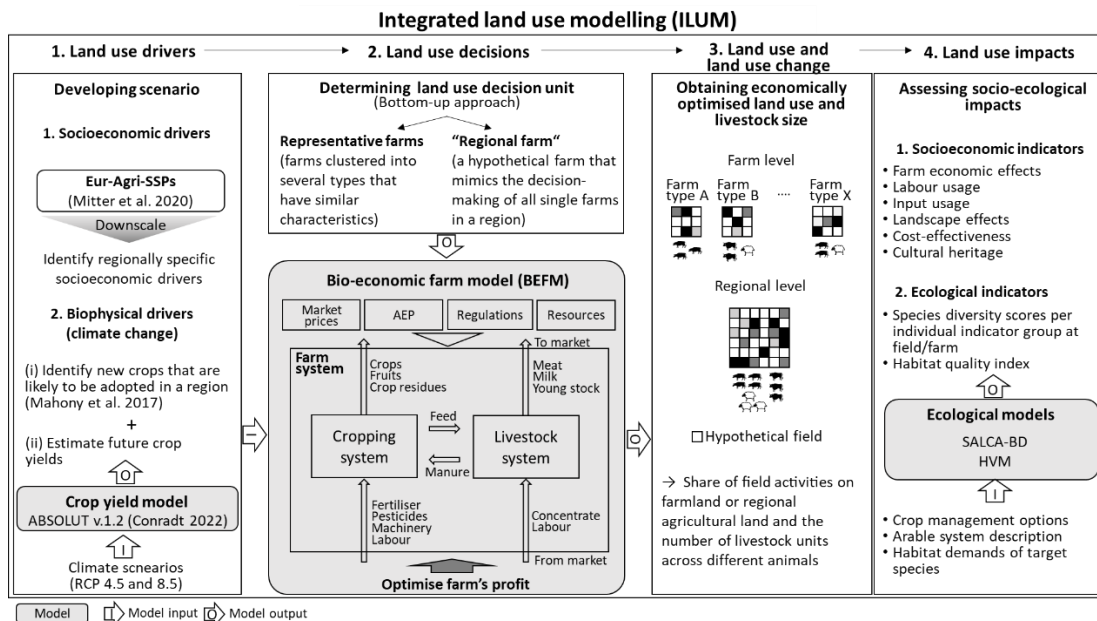 Integrated land use modelling (ILUM)
1. Land use drivers
2. Land use decisions
3. Land use and
land use change
4. Land use impacts
Developing scenario
1. Socioeconomic drivers
Eur-Agri-SSPs
(Mitter et al. 2020)
Downscale
Identify regionally specific
socioeconomic drivers
2. Biophysical drivers
(climate change)
(i) Identify new crops that are
likely to be adopted in a region
(Mahony et al. 2017)
+
(ii) Estimate future crop
yields
O
Crop yield model
ABSOLUT v.1.2 (Conradt 2022)
I
Climate scnearios
(RCP 4.5 and 8.5)
I
Determining land use decision unit
(Bottom-up approach)
Representative farms
(farms clustered into
several types that
have similar
characteristics)
“Regional farm“
(a hypothetical farm that
mimics the decision-
making of all single farms
in a region)
O
Bio-economic farm model (BEFM)
Market
prices
AEP
Regulations
Resources
To market
Farm
system
Crops
Fruits
Crop residues
Meat
Milk
Young stock
Cropping
system
Feed
Manure
Livestock
system
Fertiliser
Pesticides
Machinery
Labour
Concentrate
Labour
From market
Optimise farm’s profit
O
Obtaining economically
optimised land use and
livestock size
Farm level
Farm
type A
Farm
type B
....
Farm
type X
Regional level
Hypothetical field
→ Share of field activities on
farmland or regional
agricultural land and the
number of livestock units
across different animals
Assessing socio-ecological
impacts
1. Socioeconomic indicators
• Farm economic effects
• Labour usage
• Input usage
• Landscape effects
• Cost-effectiveness
• Cultural heritage
2. Ecological indicators
• Species diversity scores per
individual indicator group at
field/farm
• Habitat quality index
O
Ecological models
SALCA-BD
HVM
I
• Crop management options
• Arable system description
• Habitat demands of target
species
Model
I Model input
O Model output